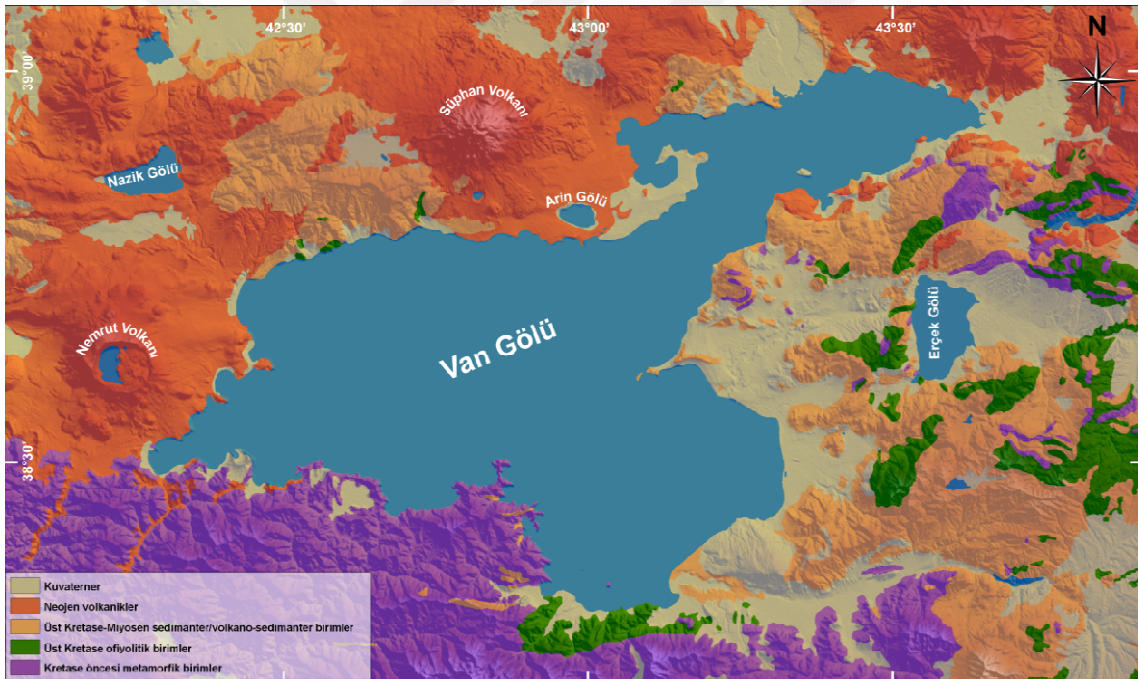 42°30'
43°00'
43°30'
N
39°00'
Süphan Volkanı
Nazik Gölü
Arin Gölü
Nemrut Volkanı
Van Gölü
Erçek Gölü
38°30'
Kuvaterner
Neojen volkanikler
Üst Kretase-Miyosen sedimanter/volkano-sedimanter birimler
Üst Kretase ofiyolitik birimler
Kretase öncesi metamorfik birimler